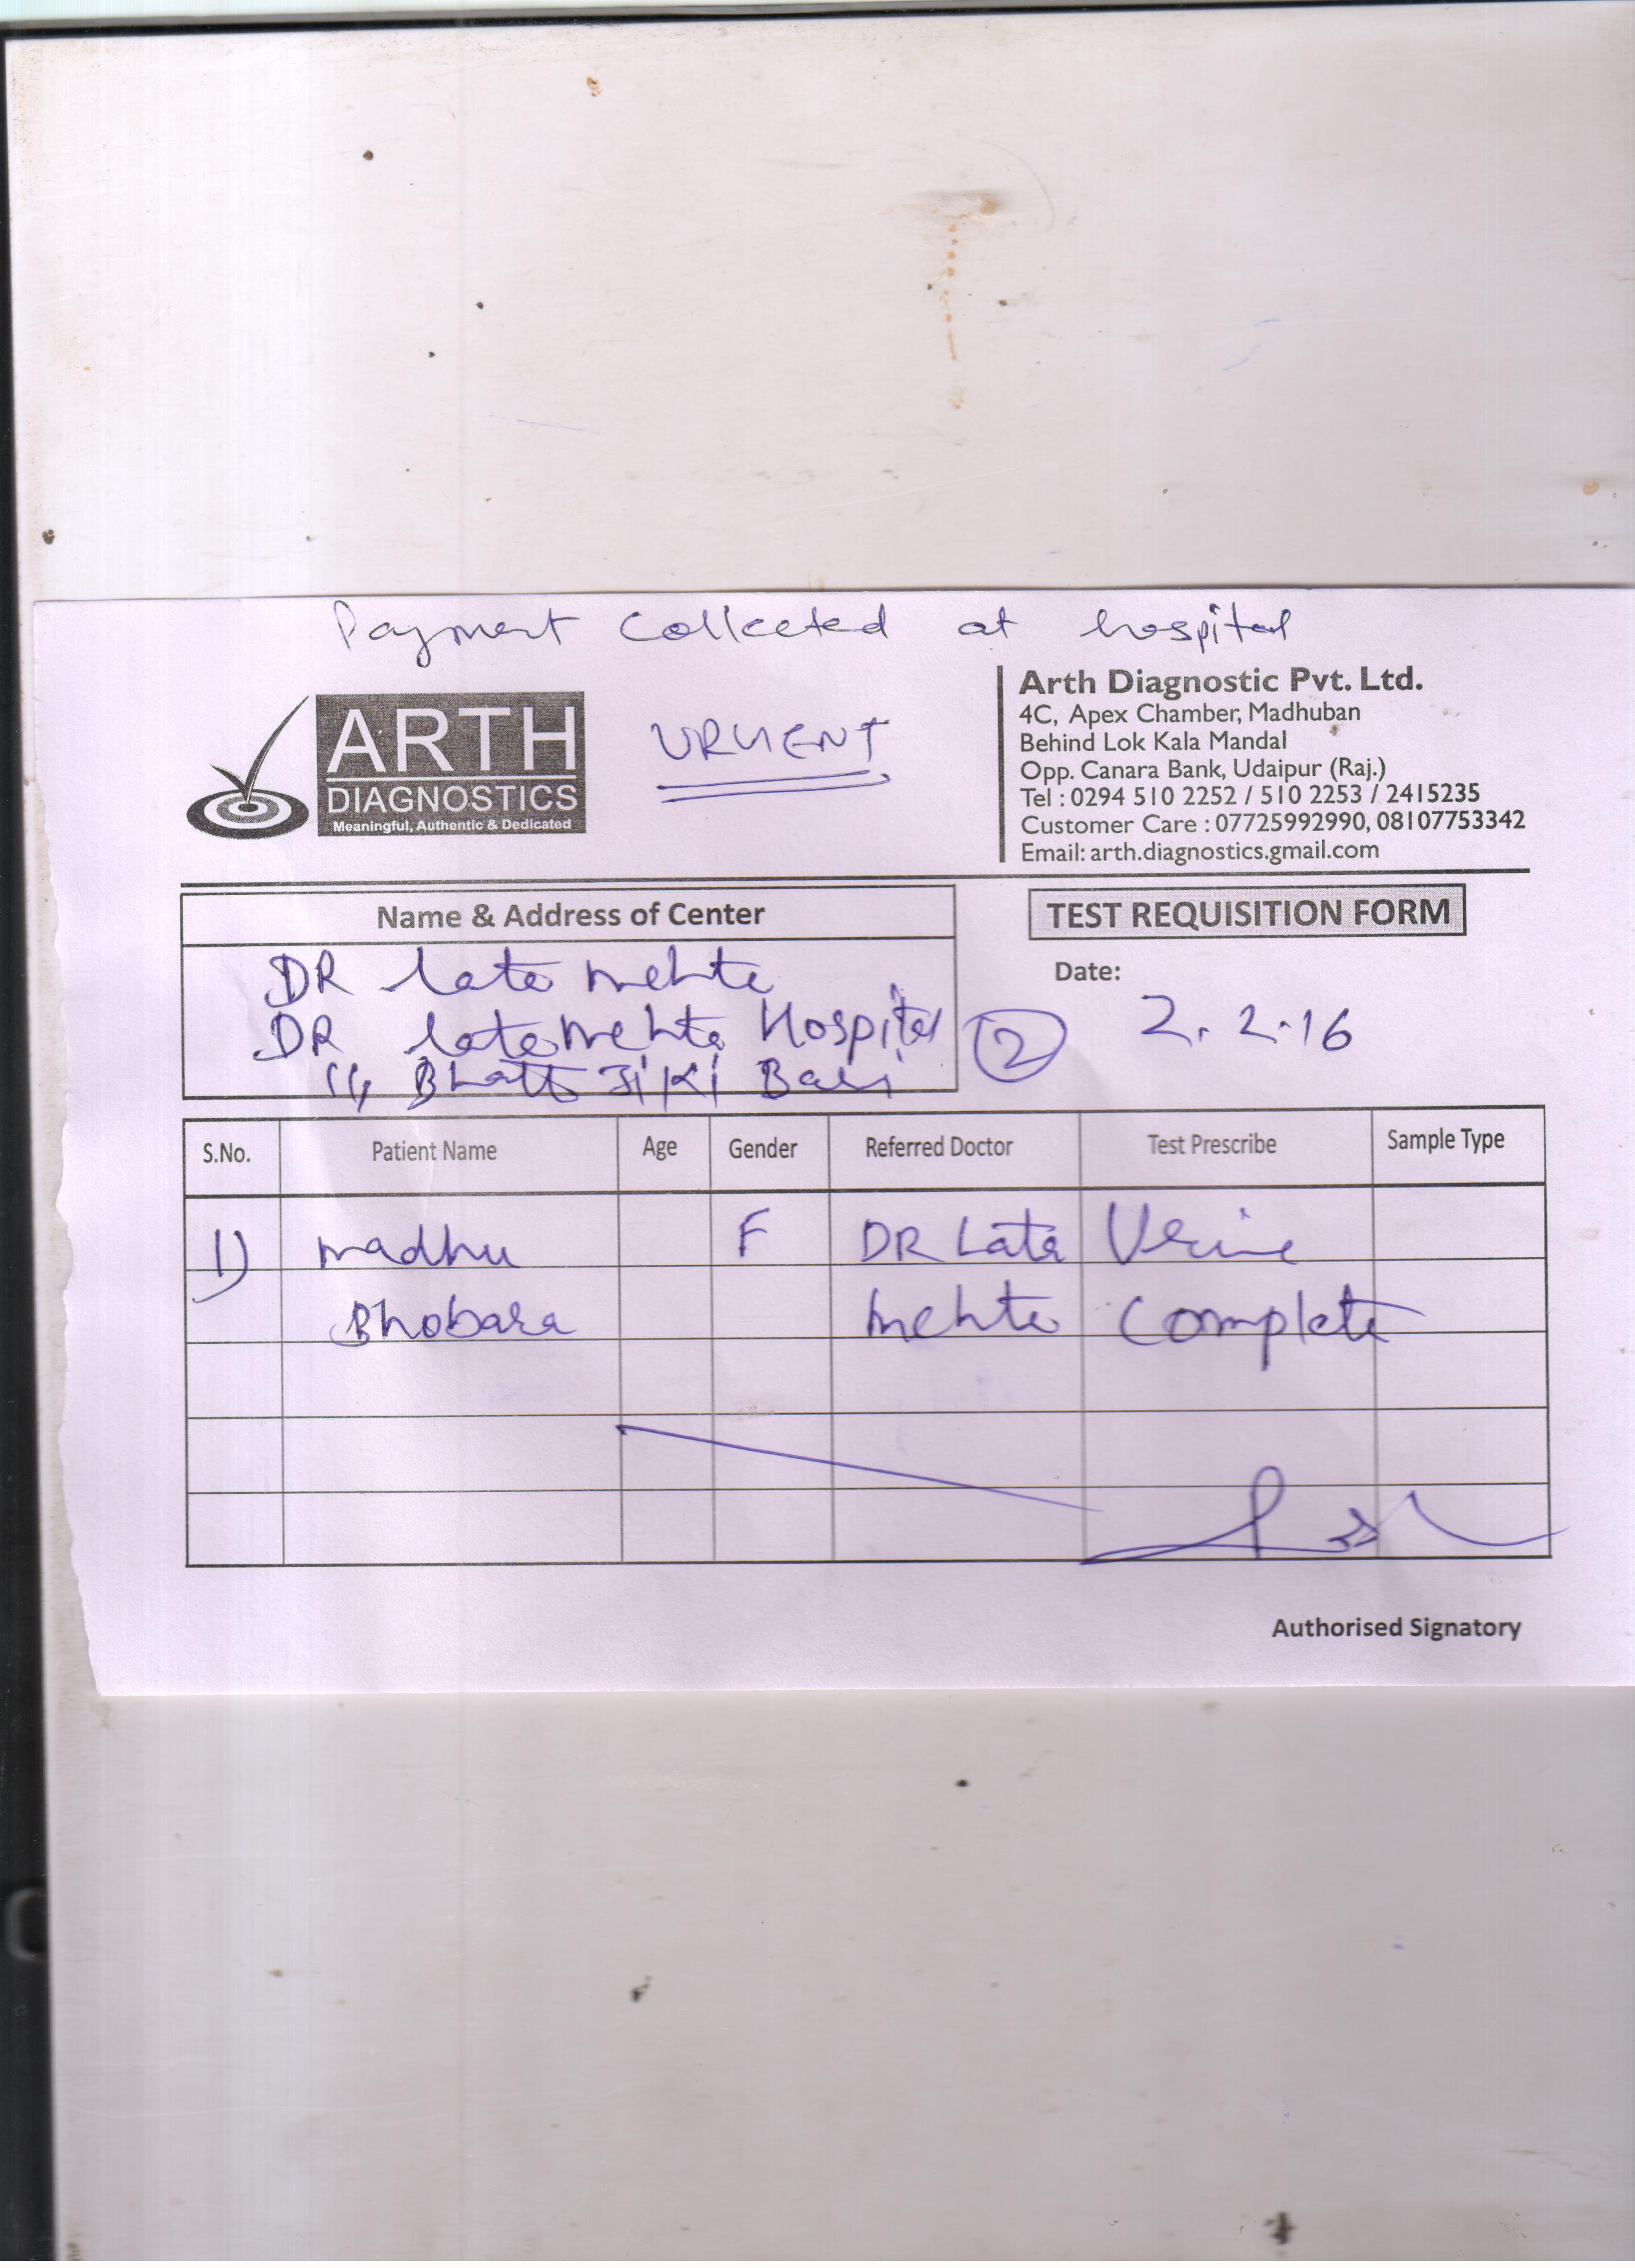 Payment collected at hospital
ARTH
DIAGNOSTICS
Meaningful, Authentic & Dedicated
URGENT
Arth Diagnostic Pvt. Ltd.
4C, Apex Chamber, Madhuban
Behind Lok Kala Mandal
Opp. Canara Bank, Udaipur (Raj.)
Tel : 0294 510 2252 / 510 2253 / 2415235
Customer Care : 07725992990, 08107753342
Email: arth.diagnostics.gmail.com
Name & Address of Center
TEST REQUISITION FORM
DR Lata Mehta
DR Lata Mehta Hospital
Bhatt Ji Ki Bari
2
Date:
2.2.16
S.No. Patient Name Age Gender Referred Doctor Test Prescribe Sample Type
1) Madhu F DR Lata Urine
Bhobara Mehta Complete
Authorised Signatory